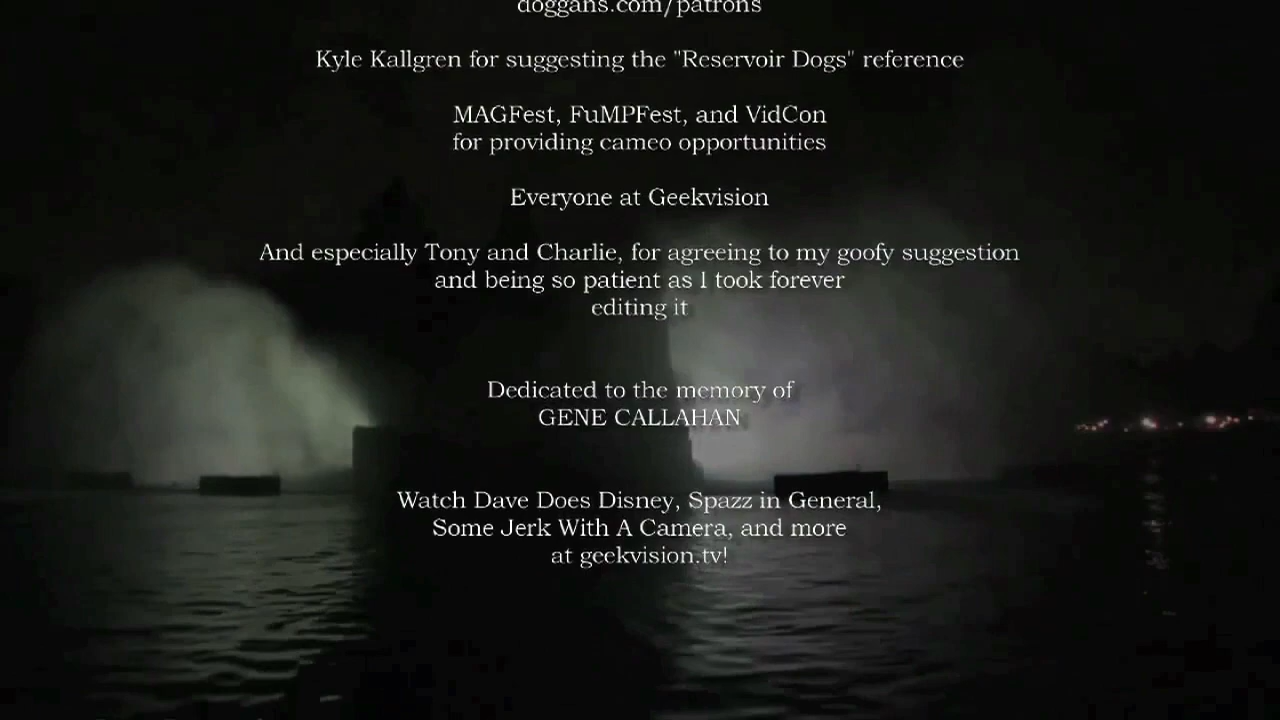 doggans.com/patrons
Kyle Kallgren for suggesting the "Reservoir Dogs" reference
MAGFest, FuMPFest, and VidCon
for providing cameo opportunities
Everyone at Geekvision
And especially Tony and Charlie, for agreeing to my goofy suggestion
and being so patient as I took forever
editing it
Dedicated to the memory of
GENE CALLAHAN
Watch Dave Does Disney, Spazz in General,
Some Jerk With A Camera, and more
at geekvision.tv!